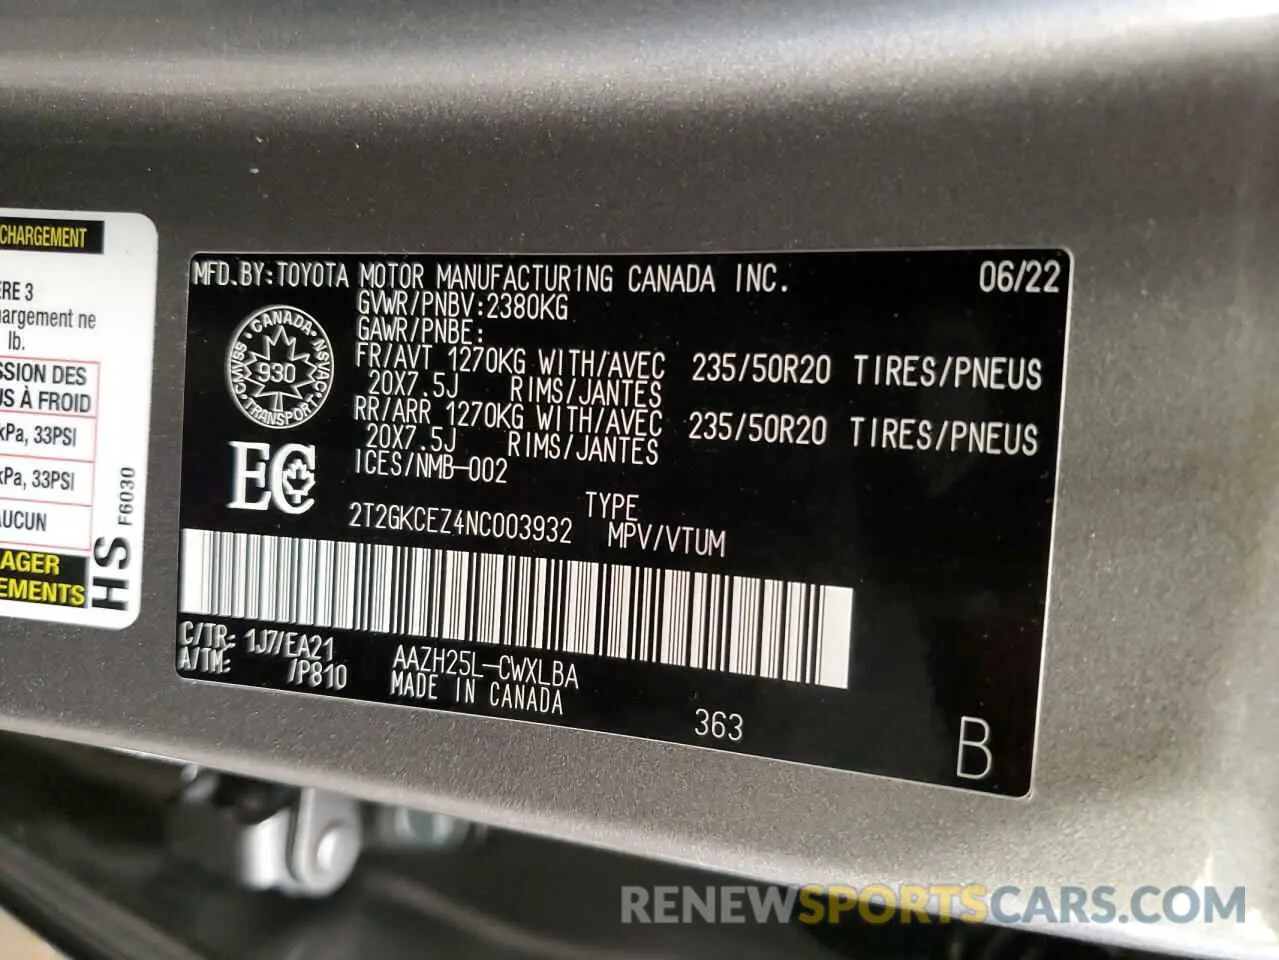 CHARGEMENT
ERE 3
argement ne
lb.
SSION DES
US À FROID
kPa, 33PSI
kPa, 33PSI
AUCUN
AGER
EMENTS
HS F6030
MFD.BY:TOYOTA MOTOR MANUFACTURING CANADA INC. 06/22
GVWR/PNBV:2380KG
GAWR/PNBE:
FR/AVT 1270KG WITH/AVEC 235/50R20 TIRES/PNEUS
20X7.5J RIMS/JANTES
RR/ARR 1270KG WITH/AVEC 235/50R20 TIRES/PNEUS
20X7.5J RIMS/JANTES
ICES/NMB-002
CANADA
CMVSS 930 NSVAC
TRANSPORT
EC
TYPE
2T2GKCEZ4NC003932 MPV/VTUM
C/TR: 1J7/EA21
A/TM: /P810
AAZH25L-CWXLBA
MADE IN CANADA
363
B
RENEWSPORTSCARS.COM